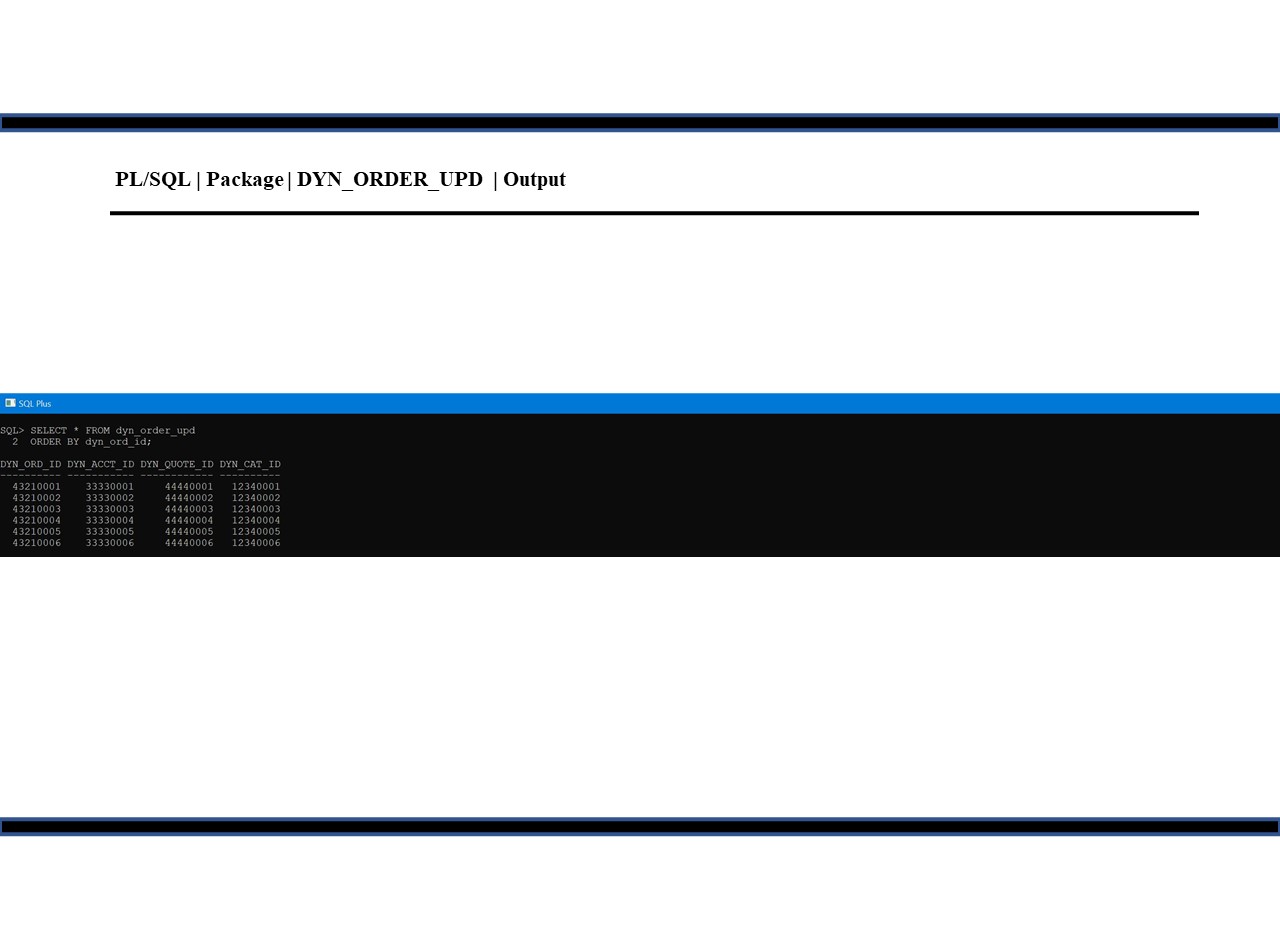 PL/SQL | Package | DYN_ORDER_UPD | Output
SQL Plus
SQL> SELECT * FROM dyn_order_upd
  2  ORDER BY dyn_ord_id;
DYN_ORD_ID DYN_ACCT_ID DYN_QUOTE_ID DYN_CAT_ID
---------- ----------- ------------ ----------
  43210001    33330001     44440001   12340001
  43210002    33330002     44440002   12340002
  43210003    33330003     44440003   12340003
  43210004    33330004     44440004   12340004
  43210005    33330005     44440005   12340005
  43210006    33330006     44440006   12340006